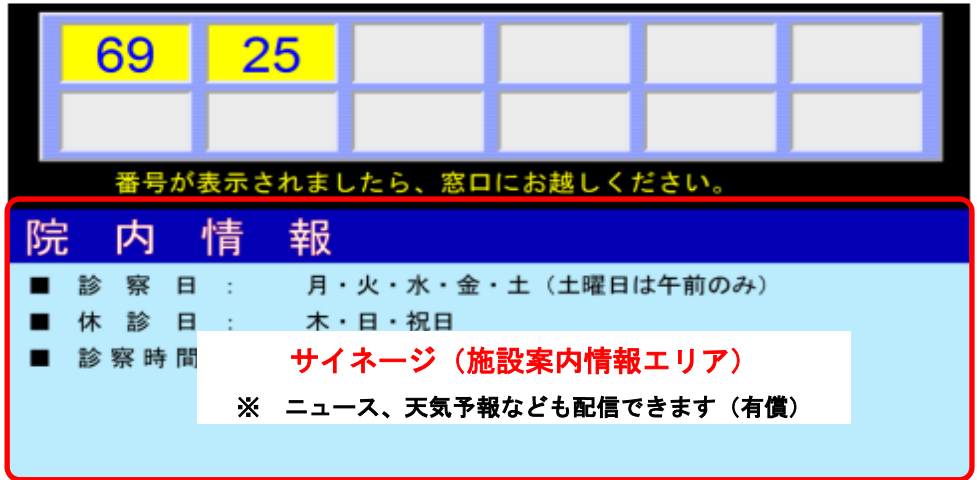 69 25
番号が表示されましたら、窓口にお越しください。
院内情報
■ 診察日 : 月・火・水・金・土（土曜日は午前のみ）
■ 休診日 : 木・日・祝日
■ 診察時間
サイネージ（施設案内情報エリア）
※ ニュース、天気予報なども配信できます（有償）